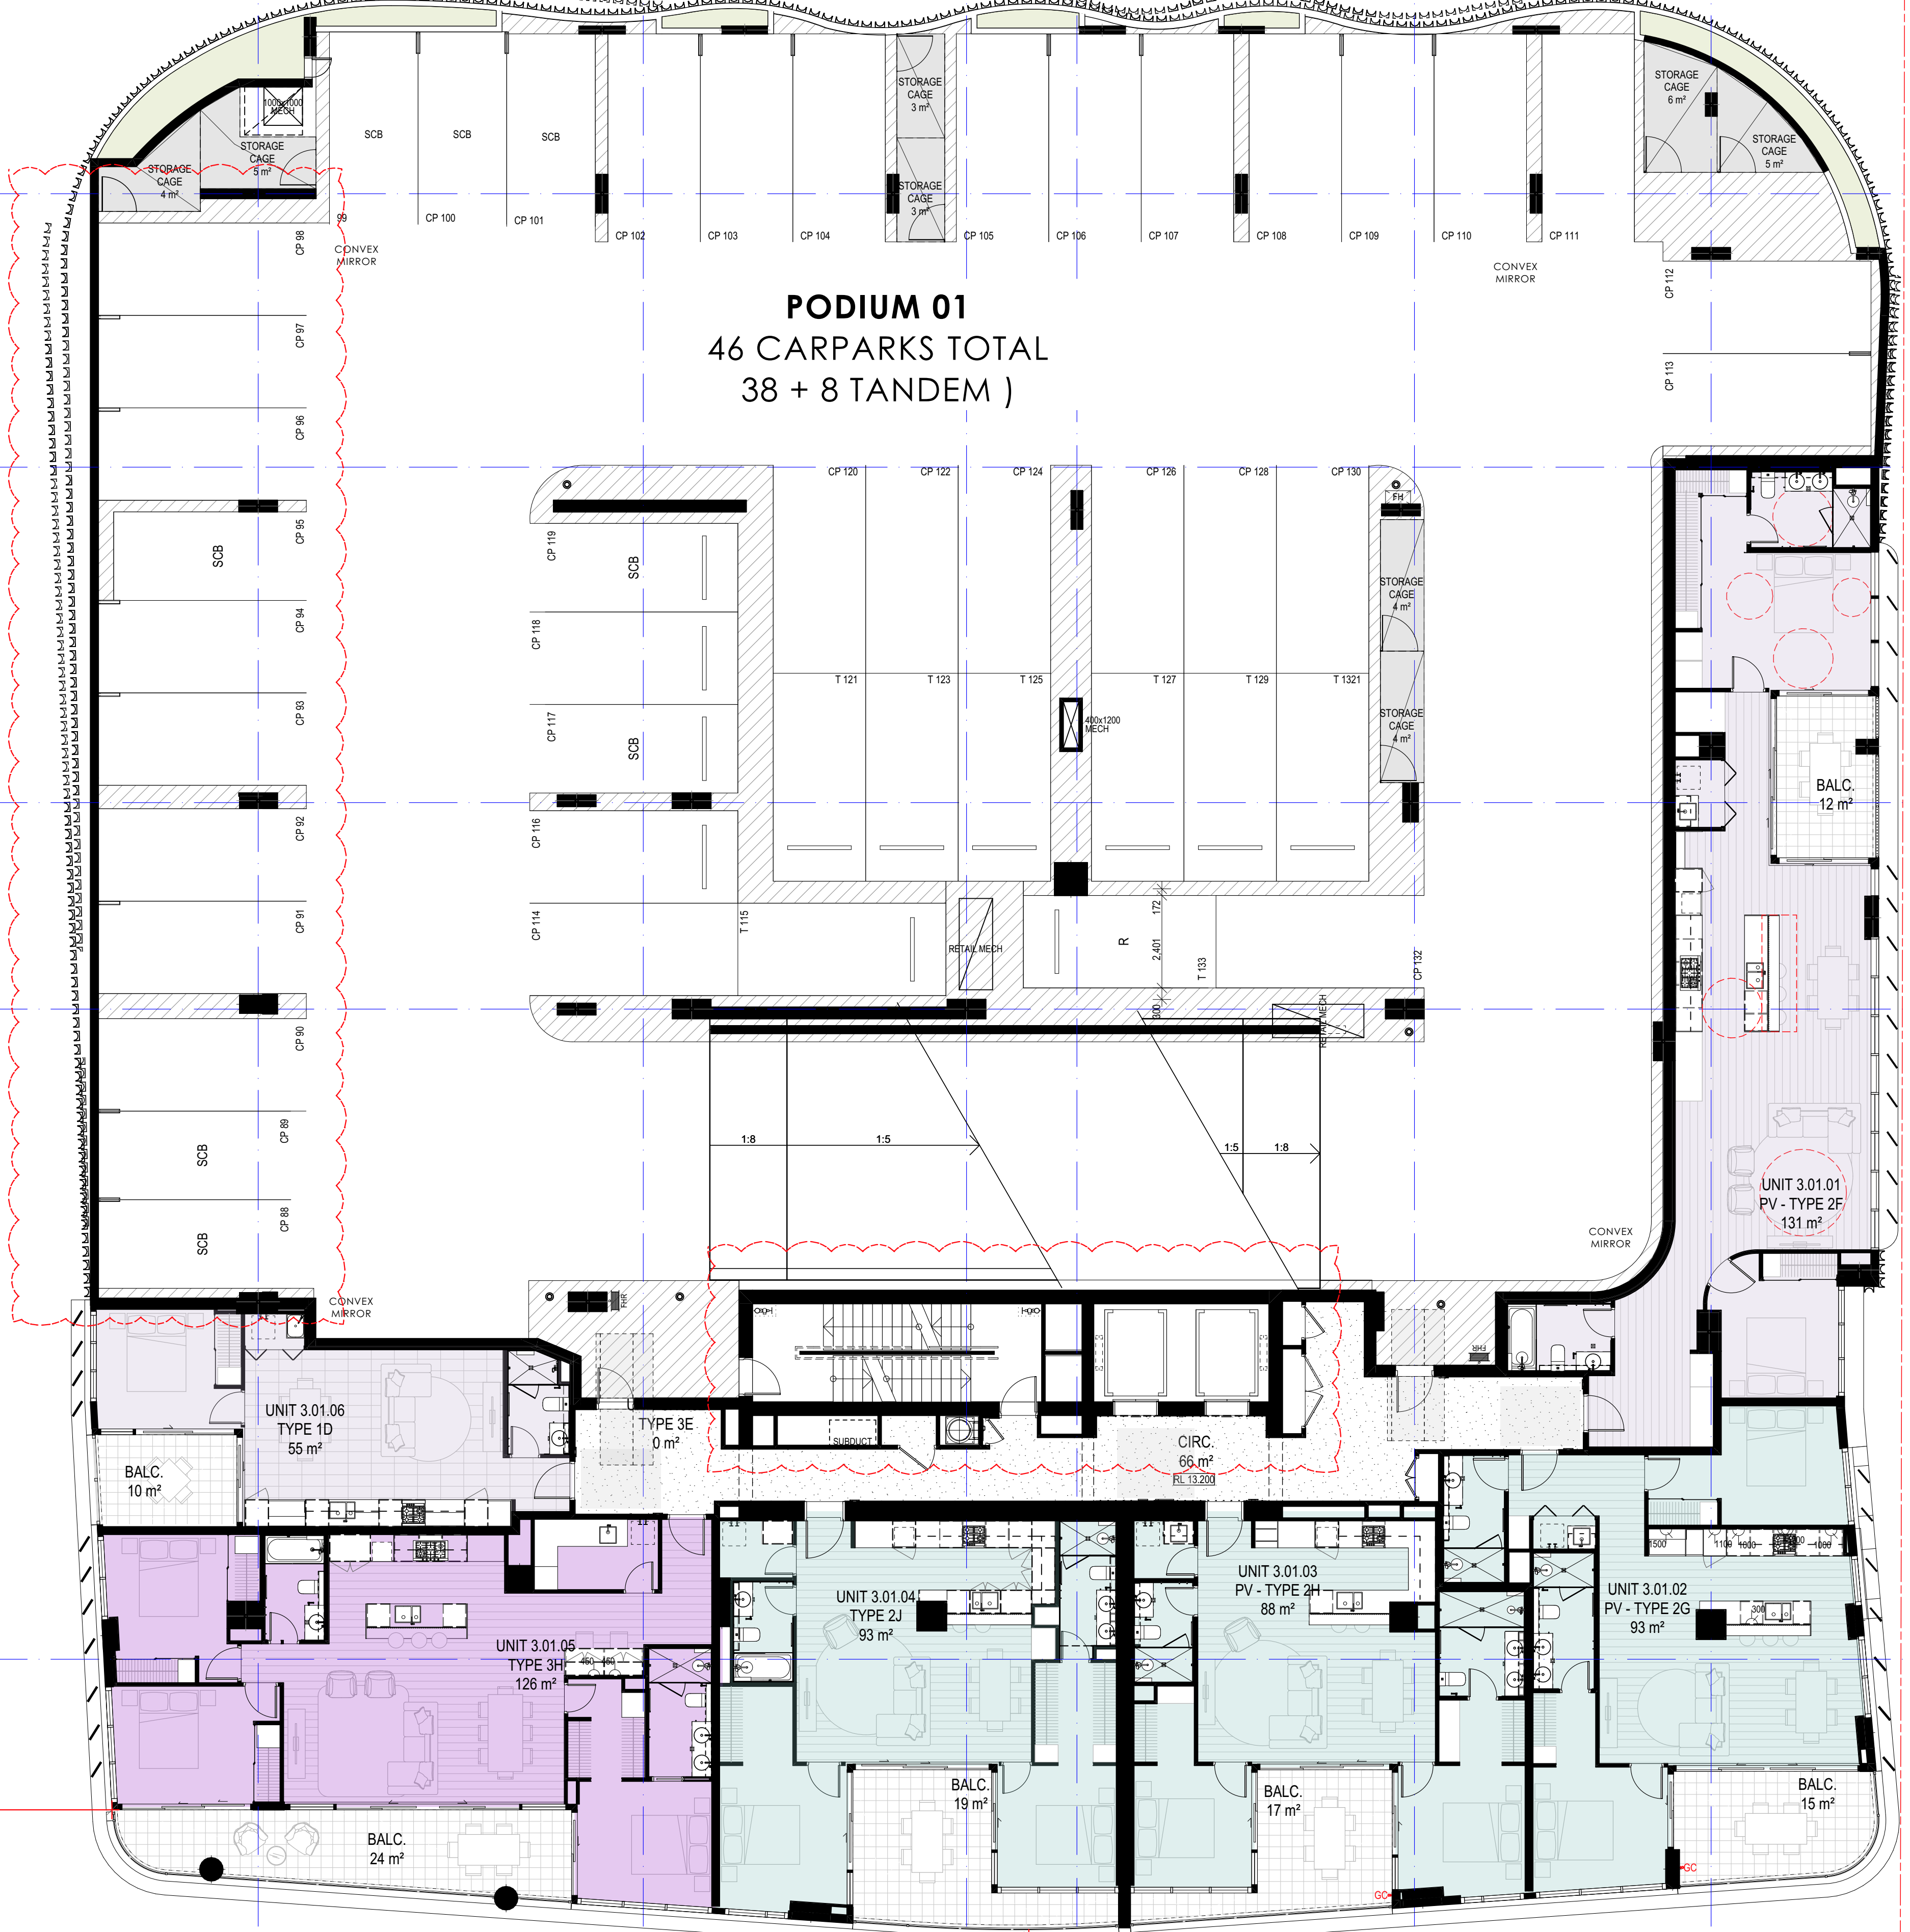 STORAGE
CAGE
3 m²
STORAGE
CAGE
6 m²
1000x1000
MECH
SCB
SCB
SCB
STORAGE
CAGE
5 m²
STORAGE
CAGE
5 m²
STORAGE
CAGE
4 m²
STORAGE
CAGE
3 m²
99
CP 100
CP 101
CP 102
CP 103
CP 104
CP 105
CP 106
CP 107
CP 108
CP 109
CP 110
CP 111
CP 98
CONVEX
MIRROR
CONVEX
MIRROR
CP 112
PODIUM 01
46 CARPARKS TOTAL
38 + 8 TANDEM )
CP 97
CP 113
CP 96
CP 120
CP 122
CP 124
CP 126
CP 128
CP 130
FH
CP 95
SCB
CP 119
SCB
STORAGE
CAGE
4 m²
CP 94
CP 118
T 121
T 123
T 125
T 127
T 129
T 1321
CP 93
CP 117
SCB
400x1200
MECH
STORAGE
CAGE
4 m²
BALC.
12 m²
CP 92
CP 116
CP 91
CP 114
T 115
RETAIL MECH
172
R
2,401
T 133
CP 132
300
RETAIL MECH
CP 90
CP 89
SCB
1:8
1:5
1:5
1:8
CP 88
SCB
UNIT 3.01.01
PV - TYPE 2F
131 m²
CONVEX
MIRROR
CONVEX
MIRROR
FHR
FHR
UNIT 3.01.06
TYPE 1D
55 m²
TYPE 3E
0 m²
SUBDUCT
CIRC.
66 m²
RL 13.200
BALC.
10 m²
1500
1100
1000
1000
UNIT 3.01.05
TYPE 3H
126 m²
450
450
UNIT 3.01.04
TYPE 2J
93 m²
UNIT 3.01.03
PV - TYPE 2H
88 m²
UNIT 3.01.02
PV - TYPE 2G
93 m²
300
BALC.
24 m²
BALC.
19 m²
BALC.
17 m²
BALC.
15 m²
GC
GC